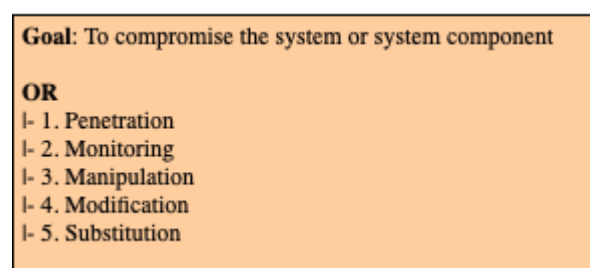 Goal: To compromise the system or system component
OR
|- 1. Penetration
|- 2. Monitoring
|- 3. Manipulation
|- 4. Modification
|- 5. Substitution